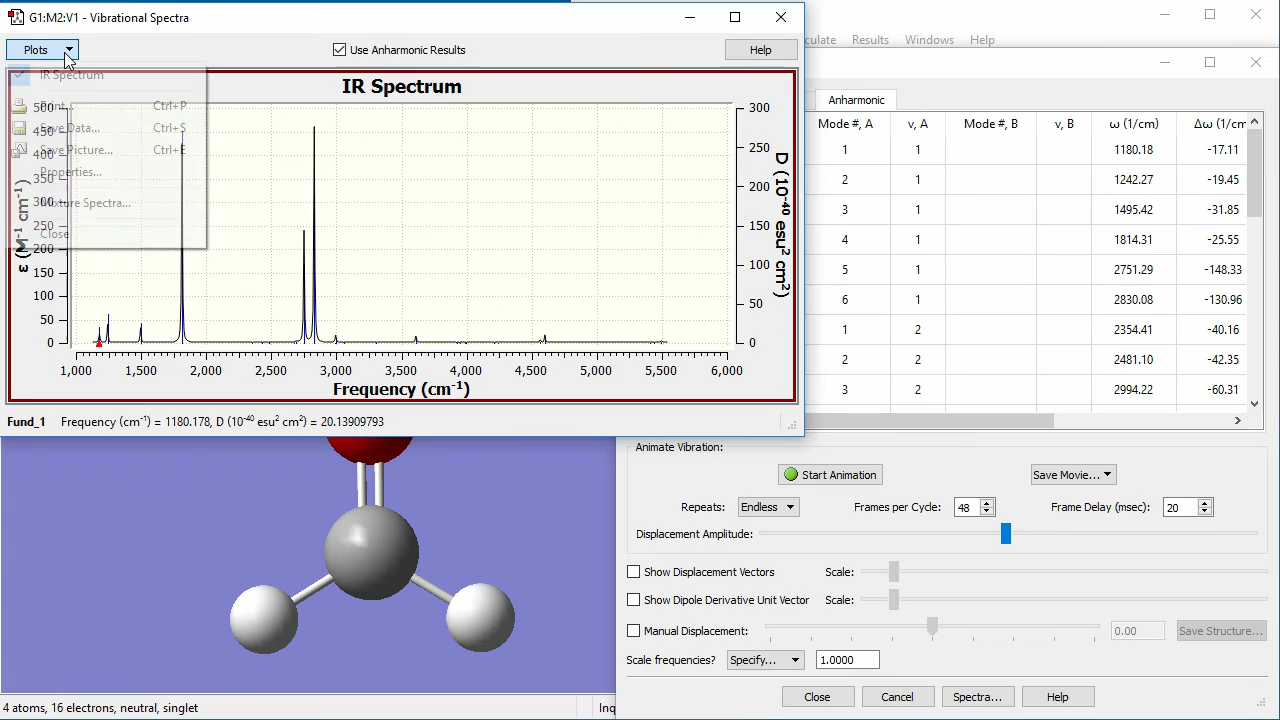 G1:M2:V1 - Vibrational Spectra
Plots
Use Anharmonic Results
Help
IR Spectrum
Print...
Ctrl+P
Save Data...
Ctrl+S
Save Picture...
Ctrl+E
Properties...
Mixture Spectra...
Close
IR Spectrum
ε (M⁻¹ cm⁻¹)
500
450
400
350
300
250
200
150
100
50
0
300
250
200
150
100
50
0
D (10⁻⁴⁰ esu² cm²)
1,000 1,500 2,000 2,500 3,000 3,500 4,000 4,500 5,000 5,500 6,000
Frequency (cm⁻¹)
Fund_1 Frequency (cm⁻¹) = 1180.178, D (10⁻⁴⁰ esu² cm²) = 20.13909793
Results Windows Help
Anharmonic
Mode #, A v, A Mode #, B v, B ω (1/cm)
1 1 1180.18 -17.11
2 1 1242.27 -19.45
3 1 1495.42 -31.85
4 1 1814.31 -25.55
5 1 2751.29 -148.33
6 1 2830.08 -130.96
1 2 2354.41 -40.16
2 2 2481.10 -42.35
3 2 2994.22 -60.31
Animate Vibration:
Start Animation
Save Movie...
Repeats: Endless Frames per Cycle: 48 Frame Delay (msec): 20
Displacement Amplitude:
Show Displacement Vectors Scale:
Show Dipole Derivative Unit Vector Scale:
Manual Displacement: 0.00 Save Structure...
Scale frequencies? Specify... 1.0000
Close Cancel Spectra... Help
4 atoms, 16 electrons, neutral, singlet